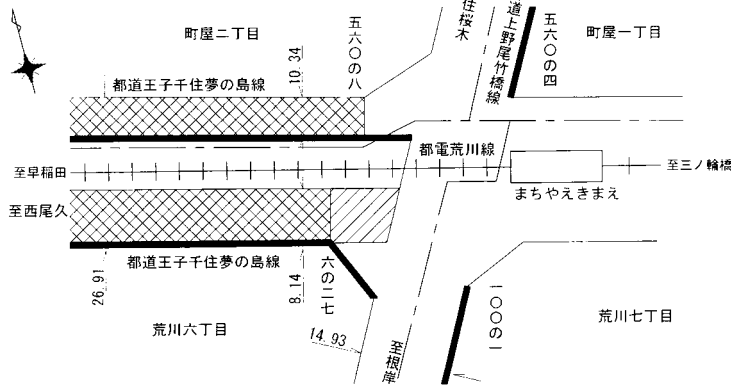 町屋二丁目
五六〇の八
住桜木
道上野尾竹橋線
五六〇の四
町屋一丁目
都道王子千住夢の島線
10.34
都電荒川線
至早稲田
至三ノ輪橋
まちやえきまえ
至西尾久
都道王子千住夢の島線
26.91
8.14
六の二七
荒川六丁目
14.93
至根岸
一〇〇の一
荒川七丁目